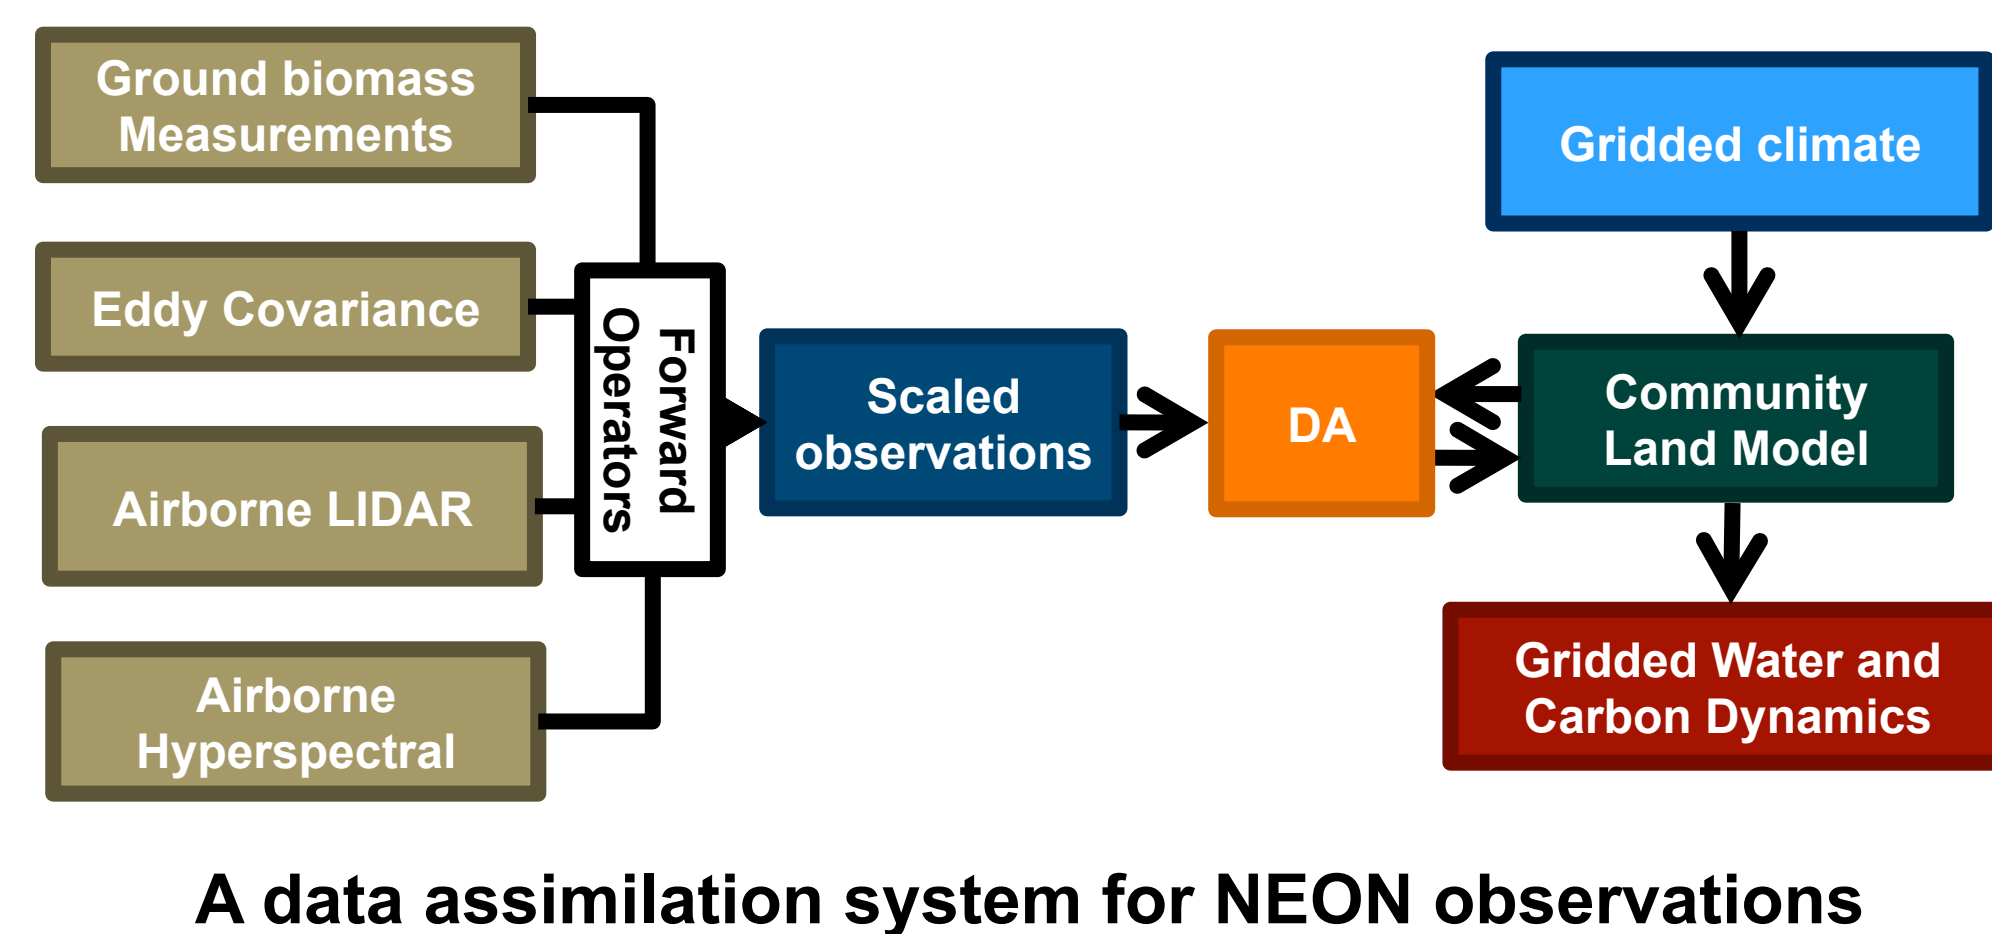 Ground biomass
Measurements
Eddy Covariance
Airborne LIDAR
Airborne
Hyperspectral
Forward
Operators
Scaled
observations
DA
Gridded climate
Community
Land Model
Gridded Water and
Carbon Dynamics
A data assimilation system for NEON observations